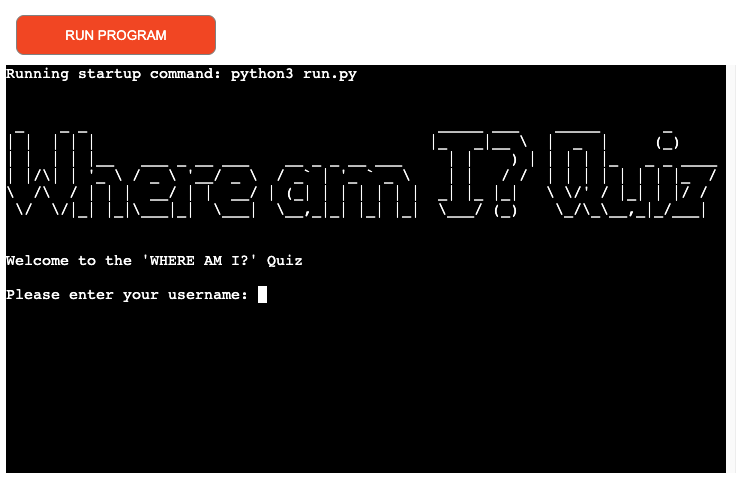 RUN PROGRAM
Running startup command: python3 run.py
Where am I? Quiz
Welcome to the 'WHERE AM I?' Quiz
Please enter your username: